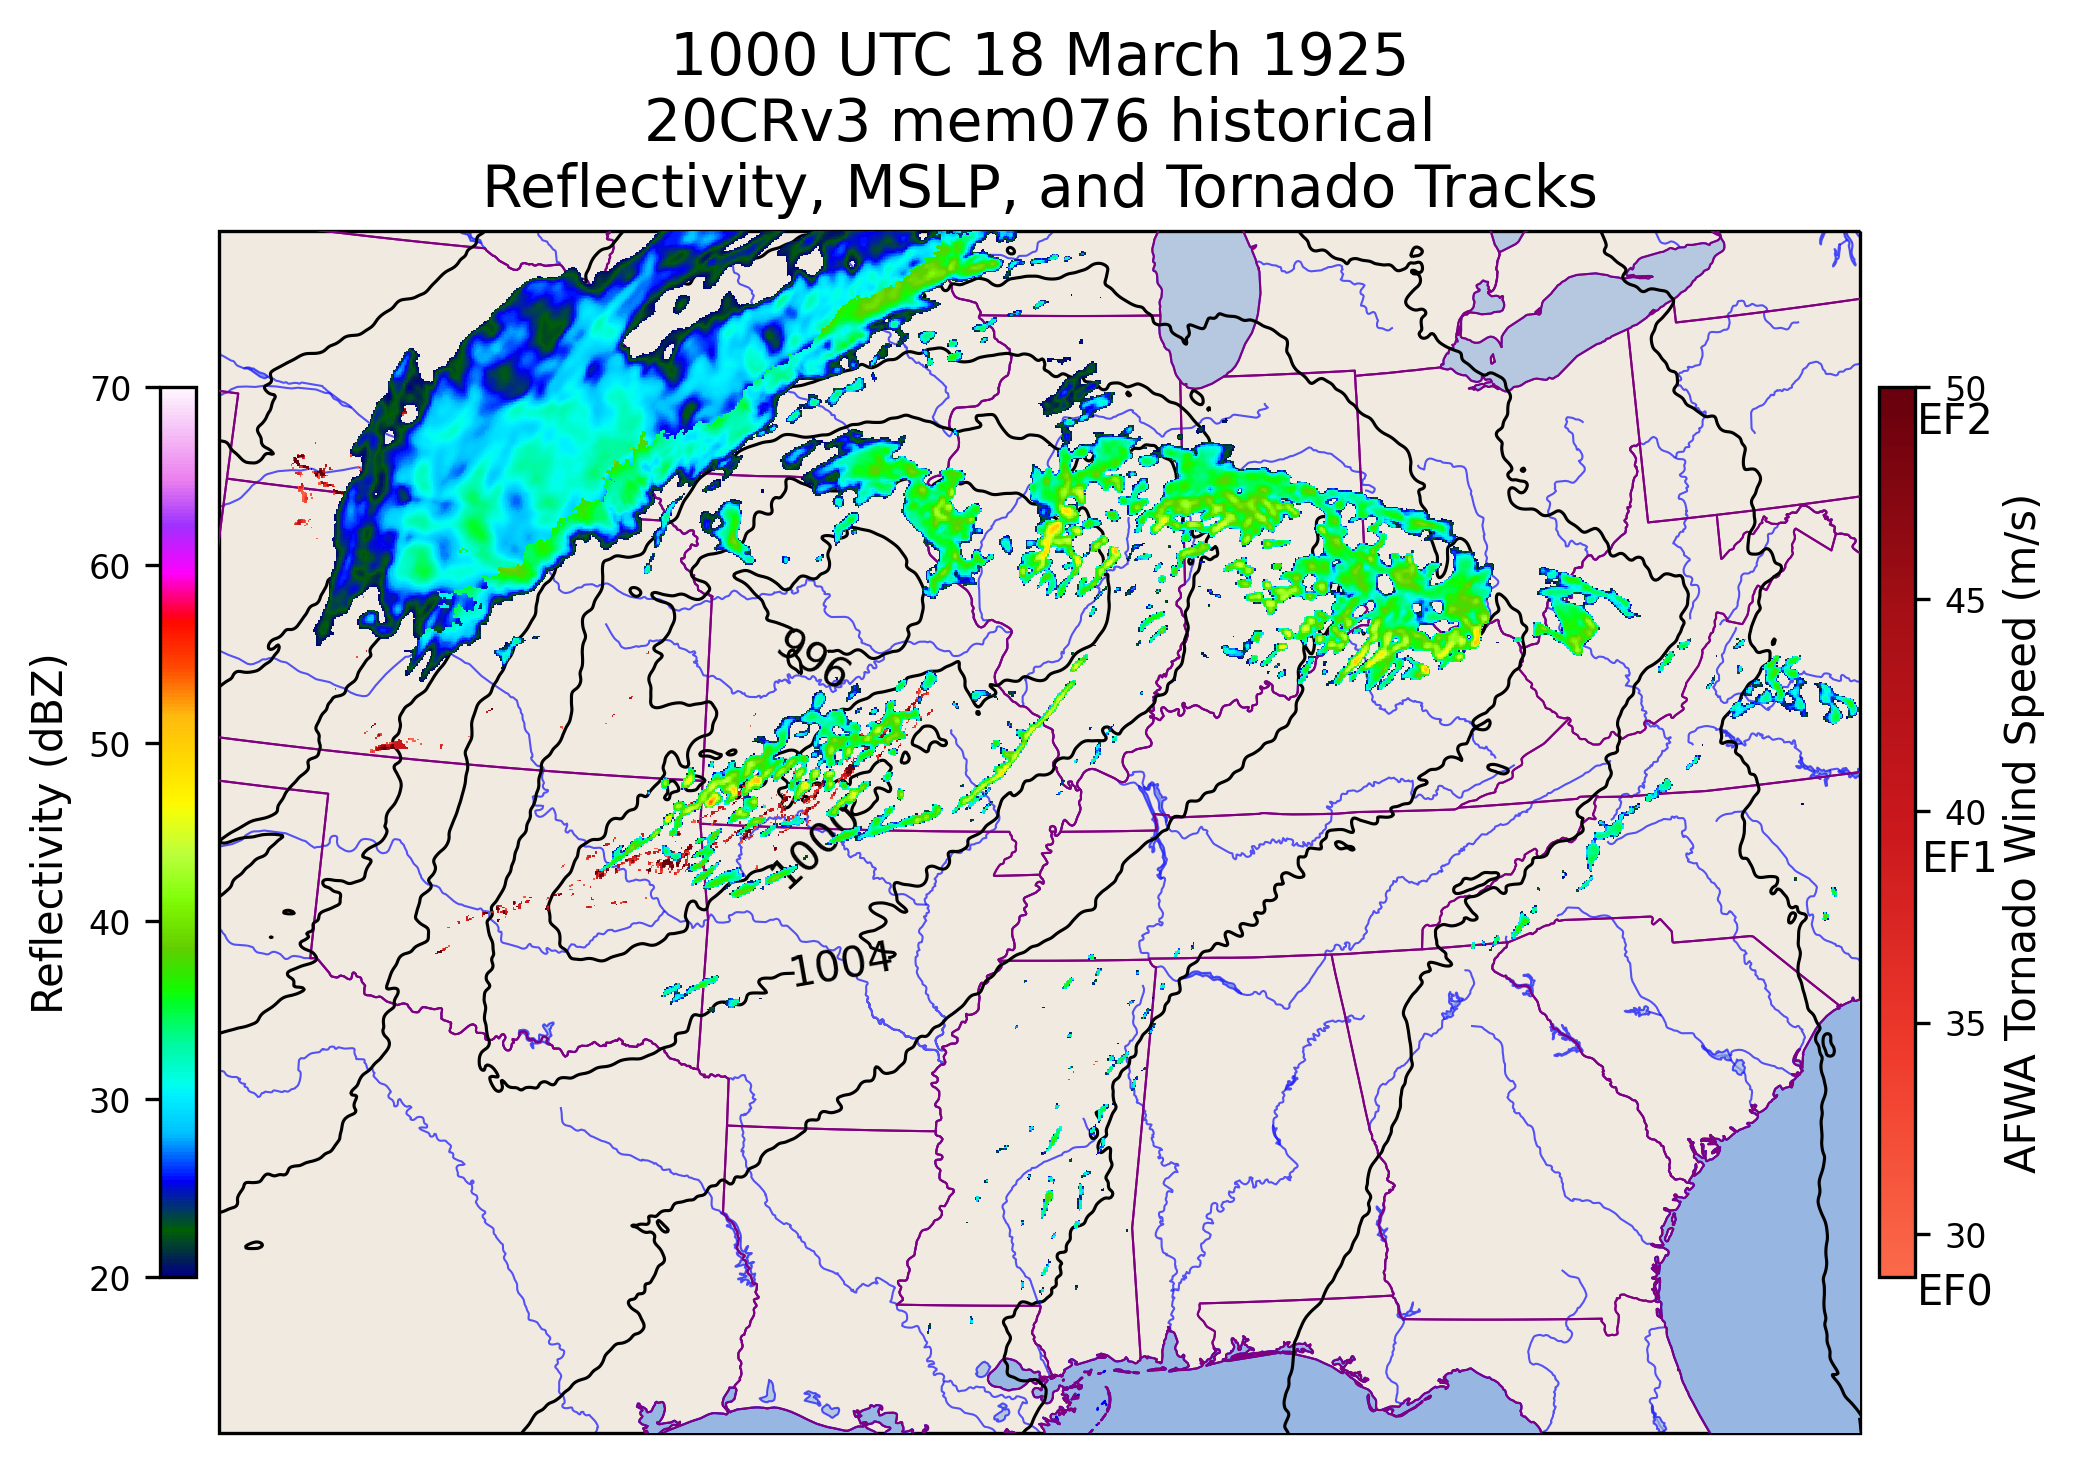 1000 UTC 18 March 1925
20CRv3 mem076 historical
Reflectivity, MSLP, and Tornado Tracks
Reflectivity (dBZ)
70
60
50
40
30
20
996
1000
1004
50
EF2
45
40
EF1
35
30
EF0
AFWA Tornado Wind Speed (m/s)